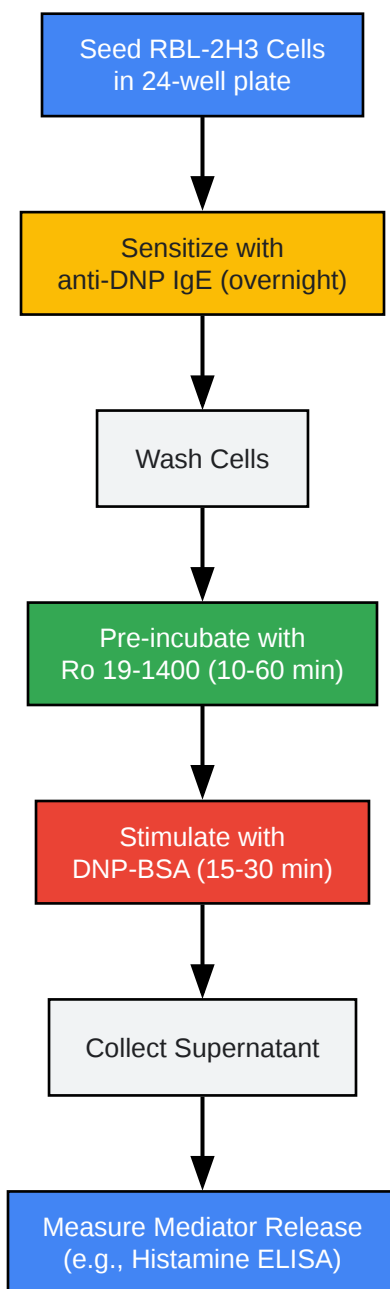 Seed RBL-2H3 Cells
in 24-well plate
Sensitize with
anti-DNP IgE (overnight)
Wash Cells
Pre-incubate with
Ro 19-1400 (10-60 min)
Stimulate with
DNP-BSA (15-30 min)
Collect Supernatant
Measure Mediator Release
(e.g., Histamine ELISA)